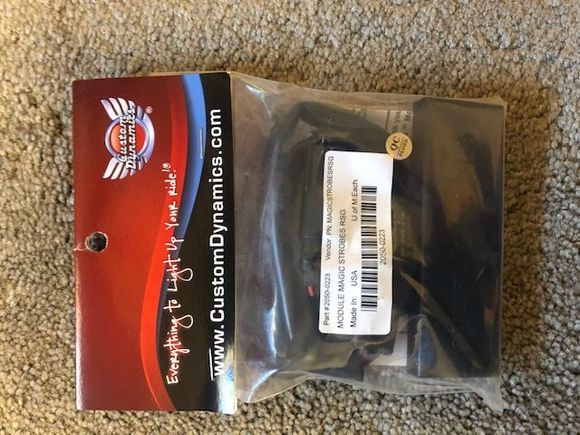 Custom
Dynamics
®
Everything to Light Up Your Ride!®
www.CustomDynamics.com
Part #2050-0223 Vendor PN:MAGICSTROBESRSG
MODULE MAGIC STROBES RSG
Made In: USA U of M:Each
2050-0223
QC
PASSED